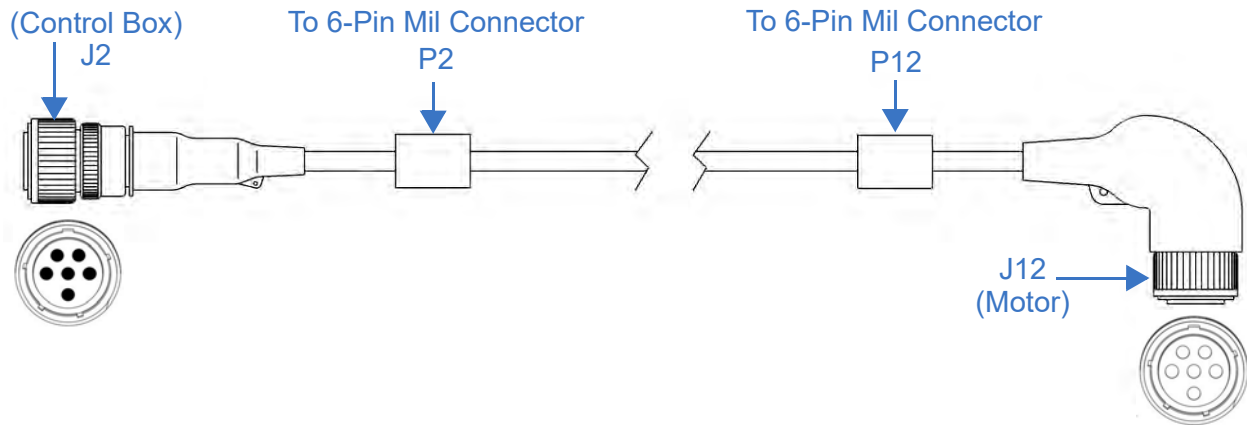 (Control Box)
J2
To 6-Pin Mil Connector
P2
To 6-Pin Mil Connector
P12
J12
(Motor)